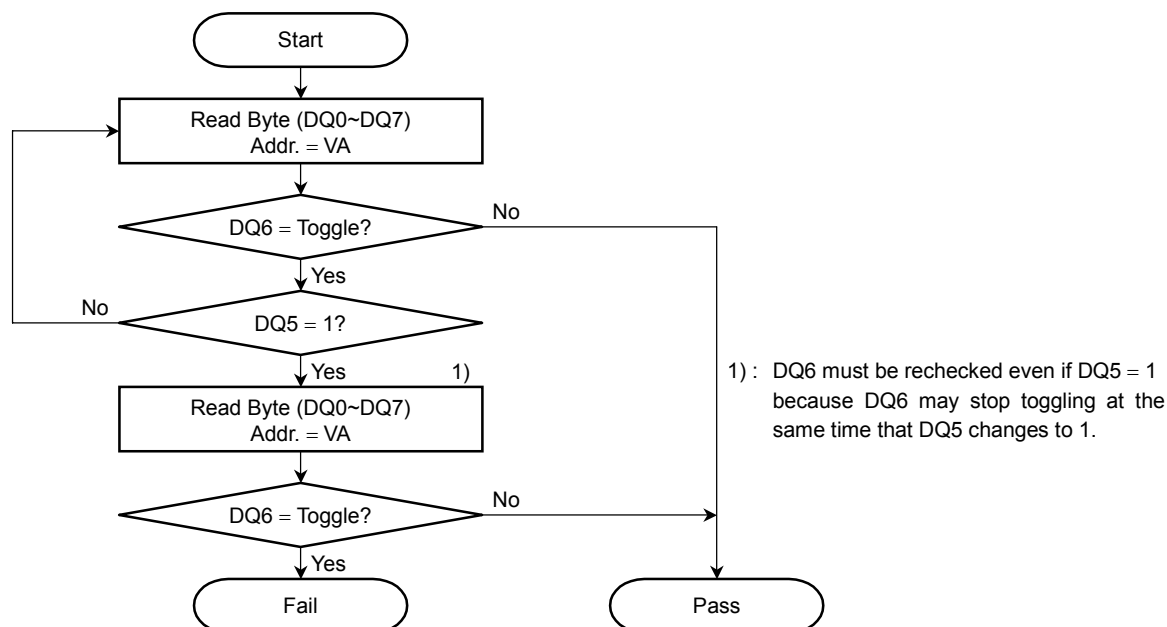 Start
Read Byte (DQ0~DQ7)
Addr. = VA
DQ6 = Toggle?
No
Yes
No
DQ5 = 1?
Yes
1)
Read Byte (DQ0~DQ7)
Addr. = VA
1) : DQ6 must be rechecked even if DQ5 = 1
because DQ6 may stop toggling at the
same time that DQ5 changes to 1.
DQ6 = Toggle?
No
Yes
Fail
Pass